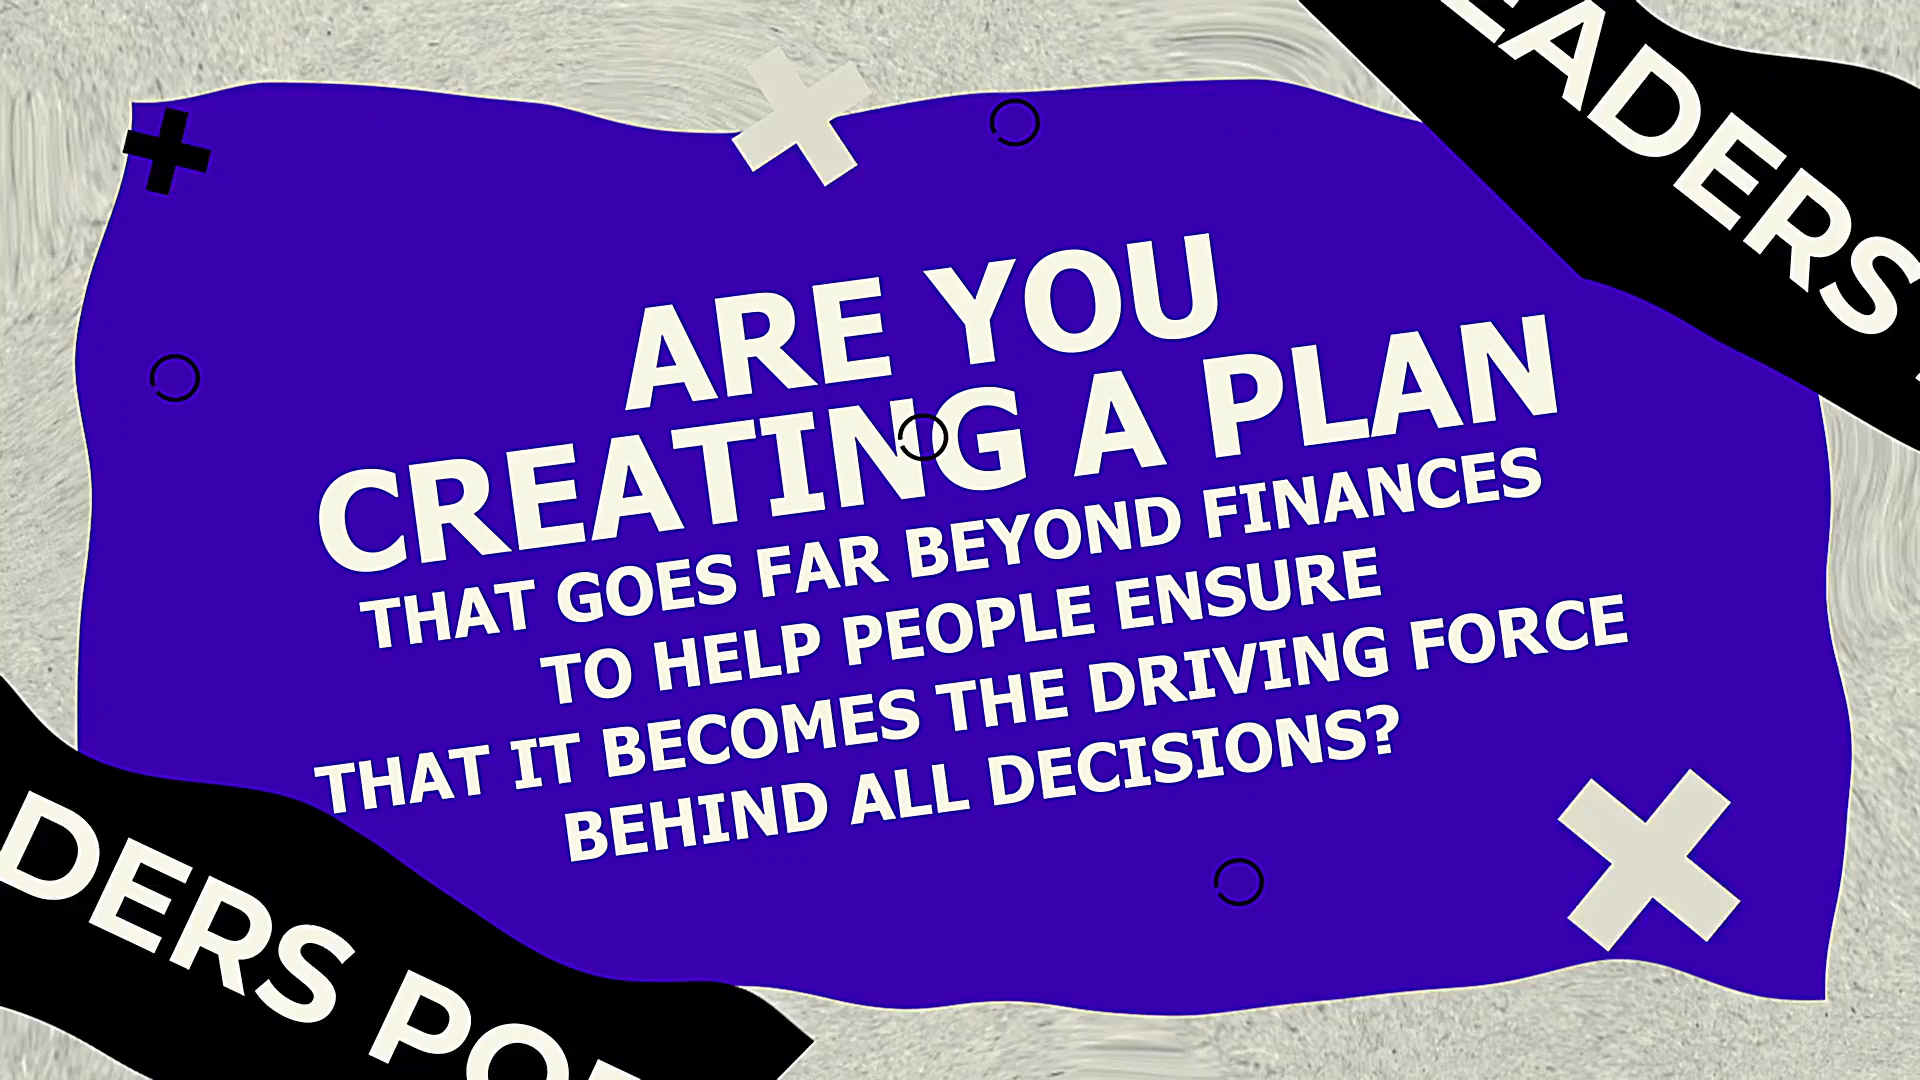 EADERS
ARE YOU
CREATING A PLAN
THAT GOES FAR BEYOND FINANCES
TO HELP PEOPLE ENSURE
THAT IT BECOMES THE DRIVING FORCE
BEHIND ALL DECISIONS?
DERS PO